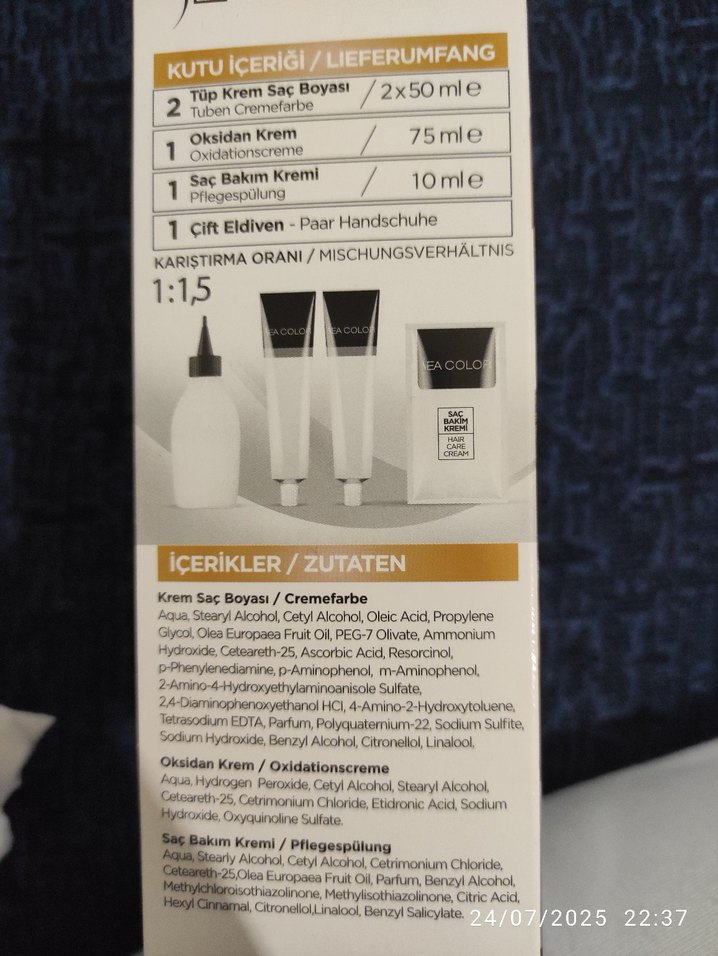 KUTU İÇERİĞİ / LIEFERUMFANG
2 Tüp Krem Saç Boyası / 2x50 ml e
Tuben Cremefarbe
1 Oksidan Krem / 75 ml e
Oxidationscreme
1 Saç Bakım Kremi / 10 ml e
Pflegespülung
1 Çift Eldiven - Paar Handschuhe
KARIŞTIRMA ORANI / MISCHUNGSVERHÄLTNIS
1:1,5
EA COLOR
EA COLOR
EA COLOR
SAÇ
BAKIM
KREMİ
HAIR
CARE
CREAM
İÇERİKLER / ZUTATEN
Krem Saç Boyası / Cremefarbe
Aqua, Stearyl Alcohol, Cetyl Alcohol, Oleic Acid, Propylene
Glycol, Olea Europaea Fruit Oil, PEG-7 Olivate, Ammonium
Hydroxide, Ceteareth-25, Ascorbic Acid, Resorcinol,
p-Phenylenediamine, p-Aminophenol, m-Aminophenol,
2-Amino-4-Hydroxyethylaminoanisole Sulfate,
2,4-Diaminophenoxyethanol HCl, 4-Amino-2-Hydroxytoluene,
Tetrasodium EDTA, Parfum, Polyquaternium-22, Sodium Sulfite,
Sodium Hydroxide, Benzyl Alcohol, Citronellol, Linalool.
Oksidan Krem / Oxidationscreme
Aqua, Hydrogen Peroxide, Cetyl Alcohol, Stearyl Alcohol,
Ceteareth-25, Cetrimonium Chloride, Etidronic Acid, Sodium
Hydroxide, Oxyquinoline Sulfate.
Saç Bakım Kremi / Pflegespülung
Aqua, Stearly Alcohol, Cetyl Alcohol, Cetrimonium Chloride,
Ceteareth-25,Olea Europaea Fruit Oil, Parfum, Benzyl Alcohol,
Methylchloroisothiazolinone, Methylisothiazolinone, Citric Acid,
Hexyl Cinnamal, Citronellol,Linalool, Benzyl Salicylate.
24/07/2025 22:37